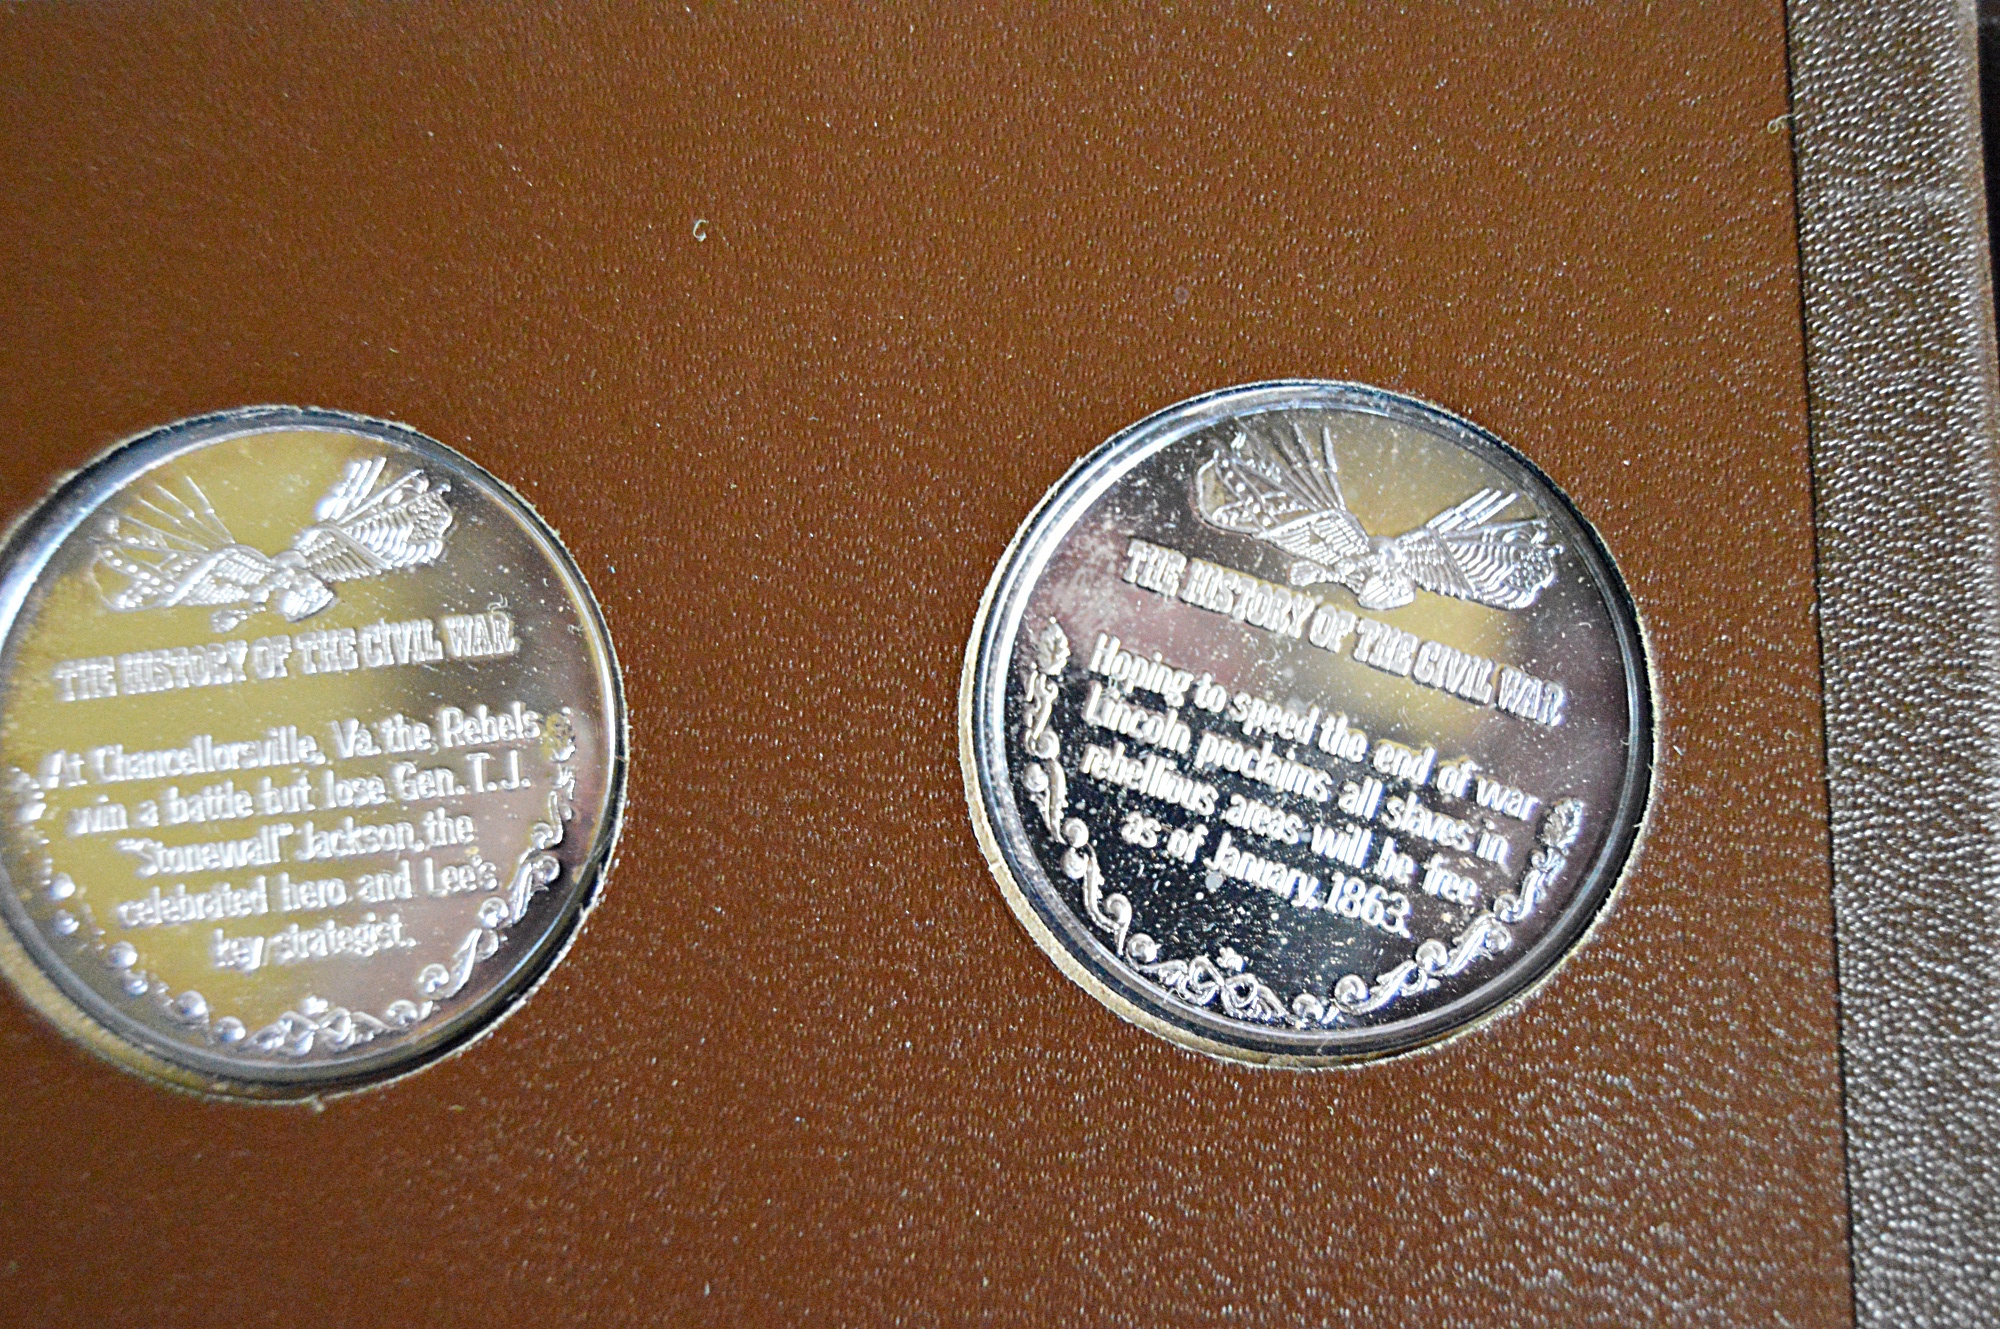 THE HISTORY OF THE CIVIL WAR
At Chancellorsville, Va. the Rebels
win a battle but lose Gen. T. J.
"Stonewall" Jackson, the
celebrated hero and Lee's
key strategist.
THE HISTORY OF THE CIVIL WAR
Hoping to speed the end of war
Lincoln proclaims all slaves in
rebellious areas will be free
as of January, 1863.